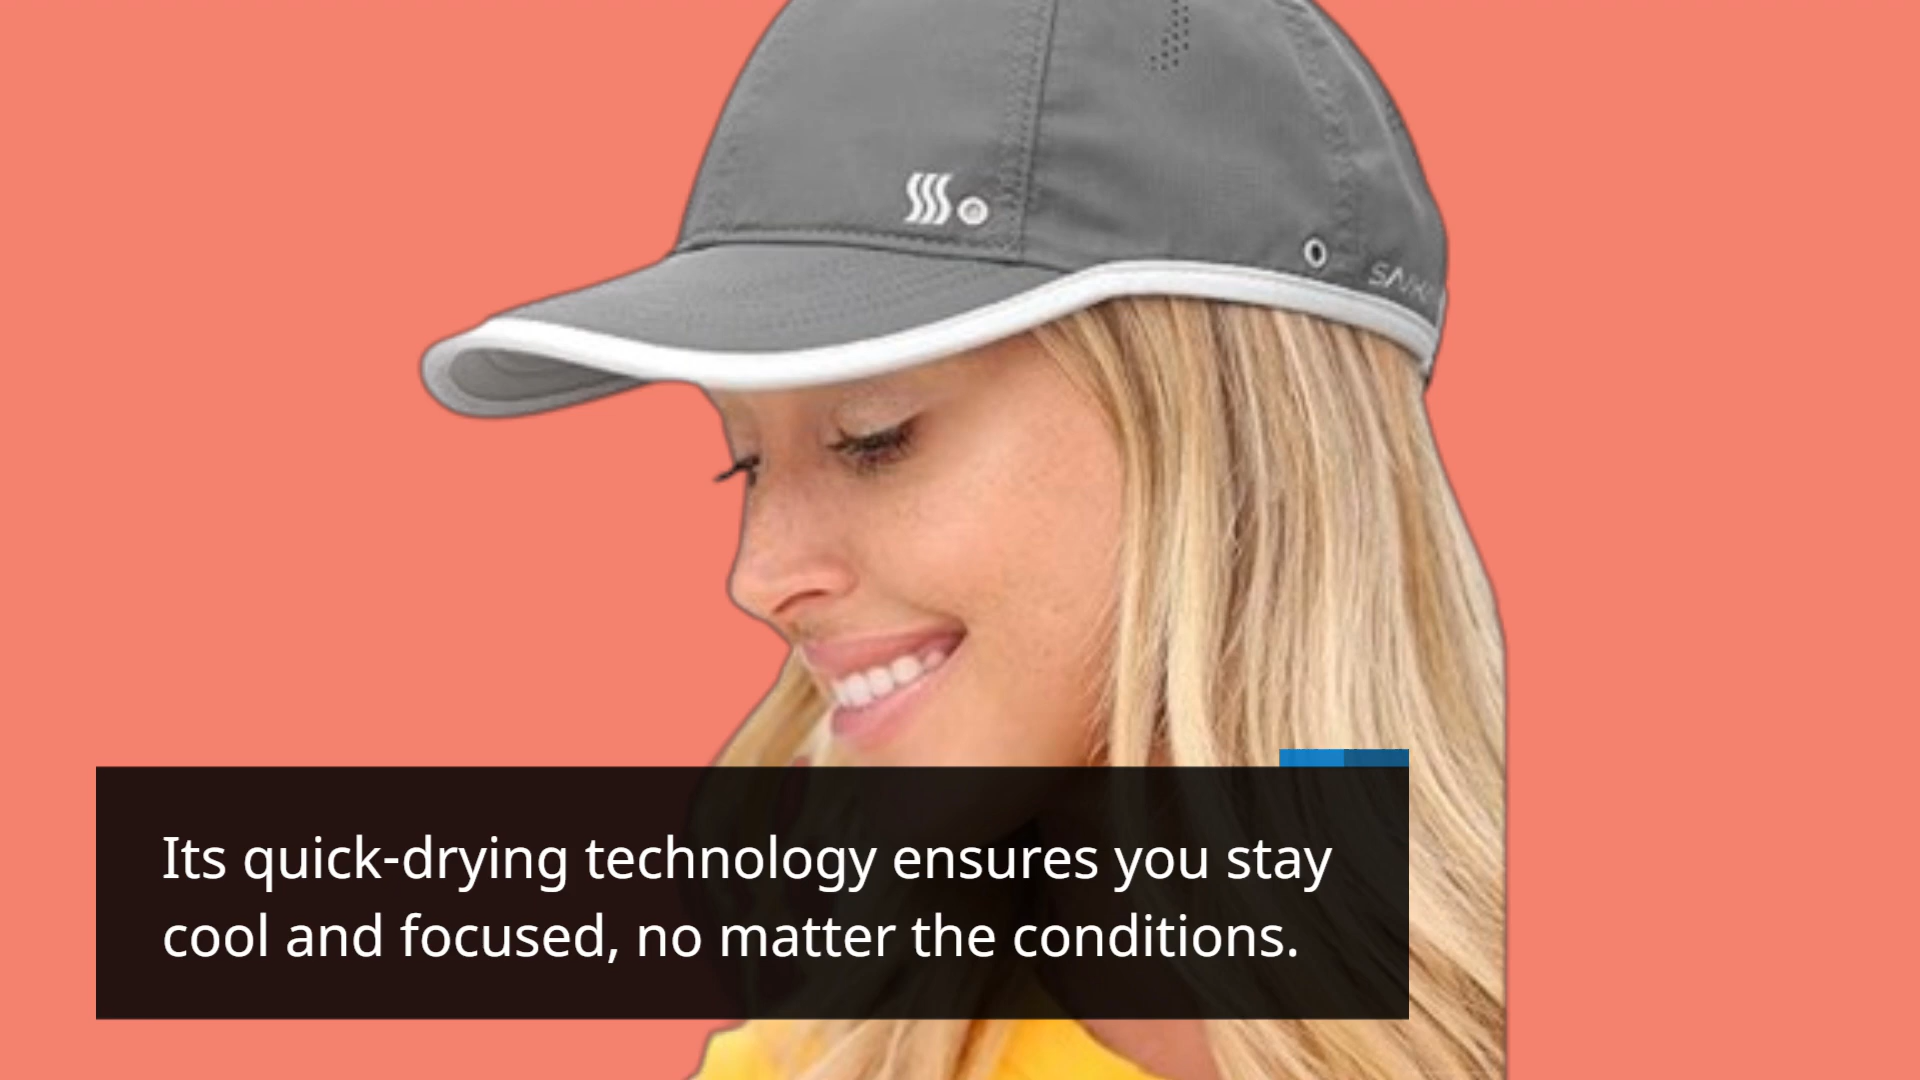 Its quick-drying technology ensures you stay
cool and focused, no matter the conditions.